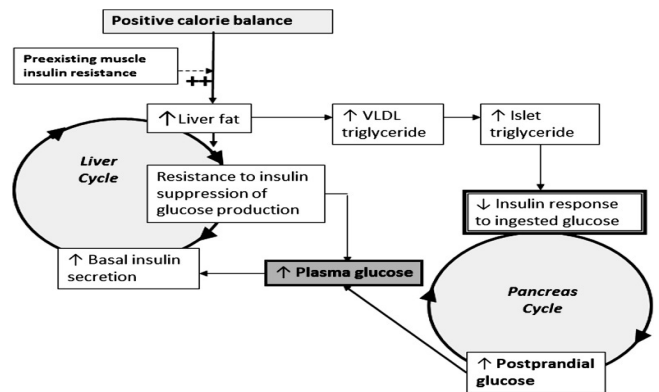 Positive calorie balance
Preexisting muscle
insulin resistance
++
↑ Liver fat
↑ VLDL
triglyceride
↑ Islet
triglyceride
Liver
Cycle
Resistance to insulin
suppression of
glucose production
↓ Insulin response
to ingested glucose
↑ Basal insulin
secretion
↑ Plasma glucose
Pancreas
Cycle
↑ Postprandial
glucose